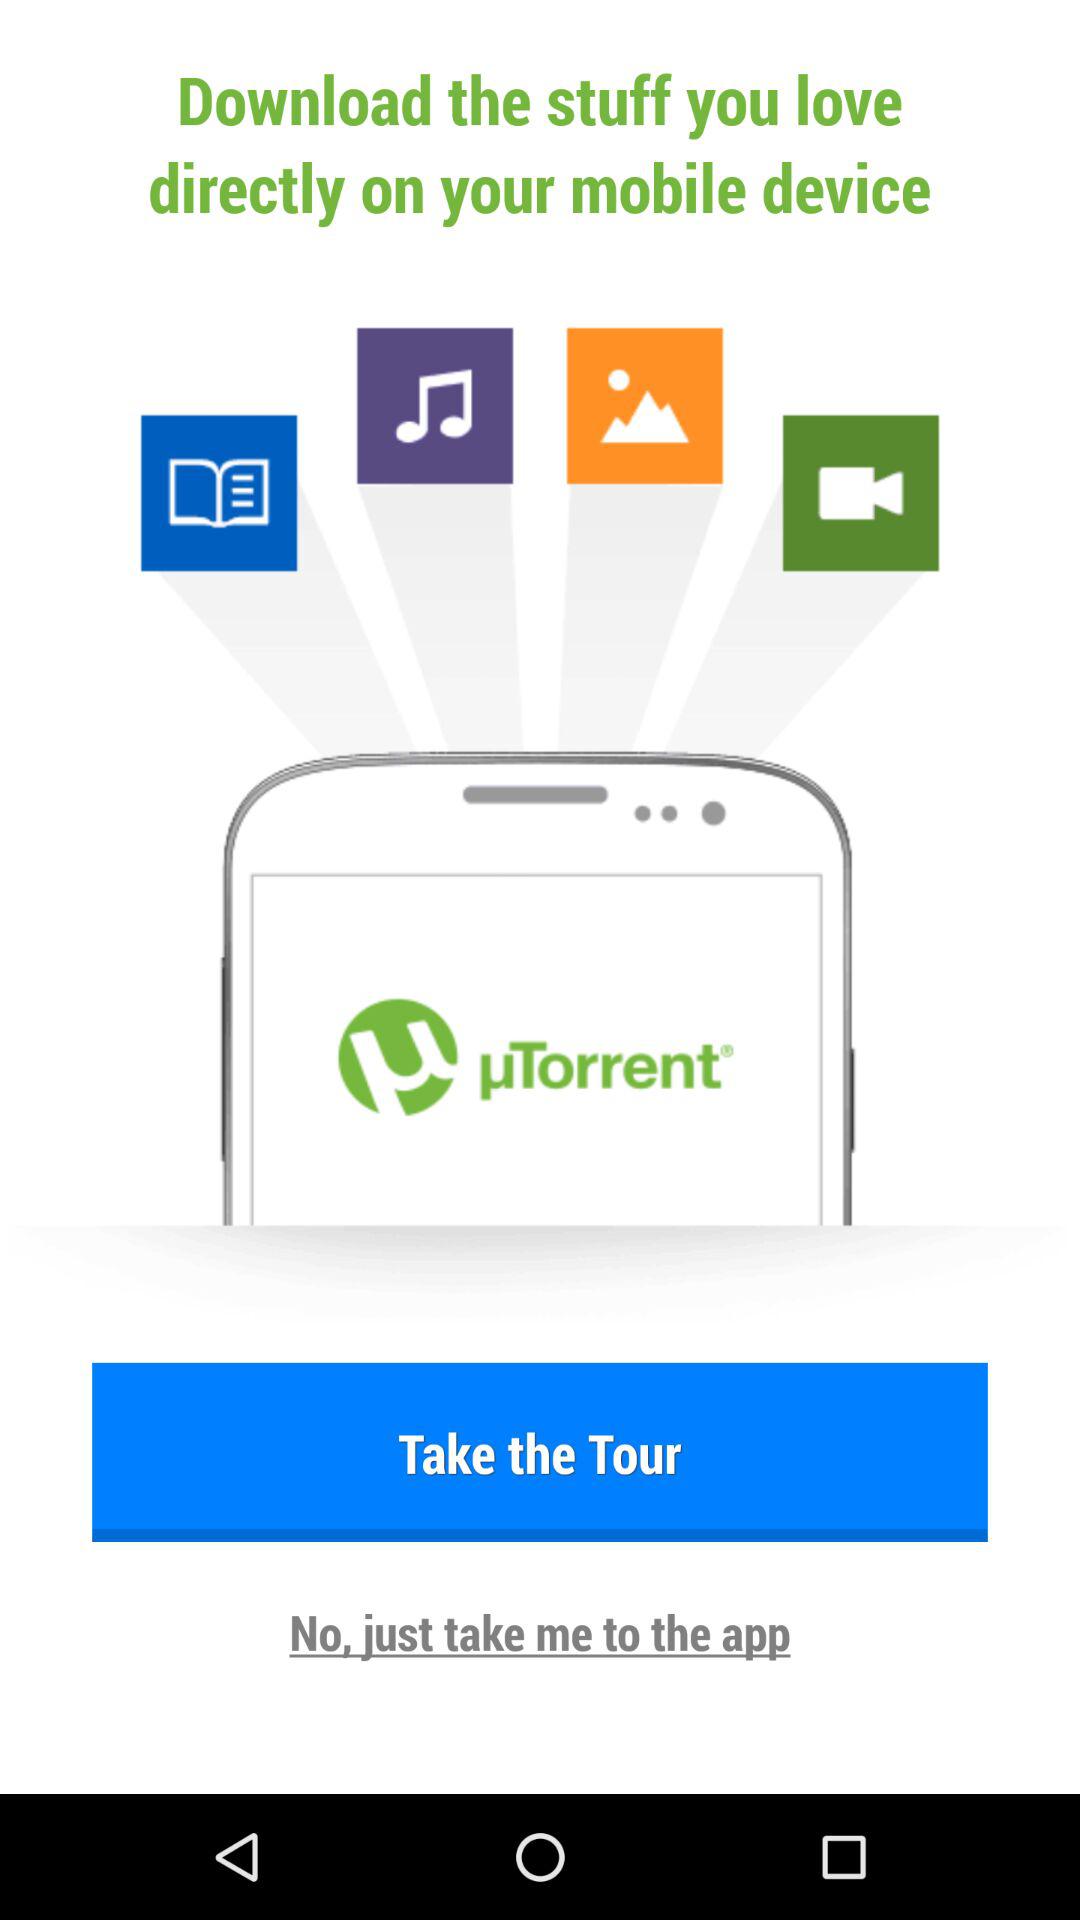 Download the stuff you love
directly on your mobile device
µTorrent®
Take the Tour
No, just take me to the app